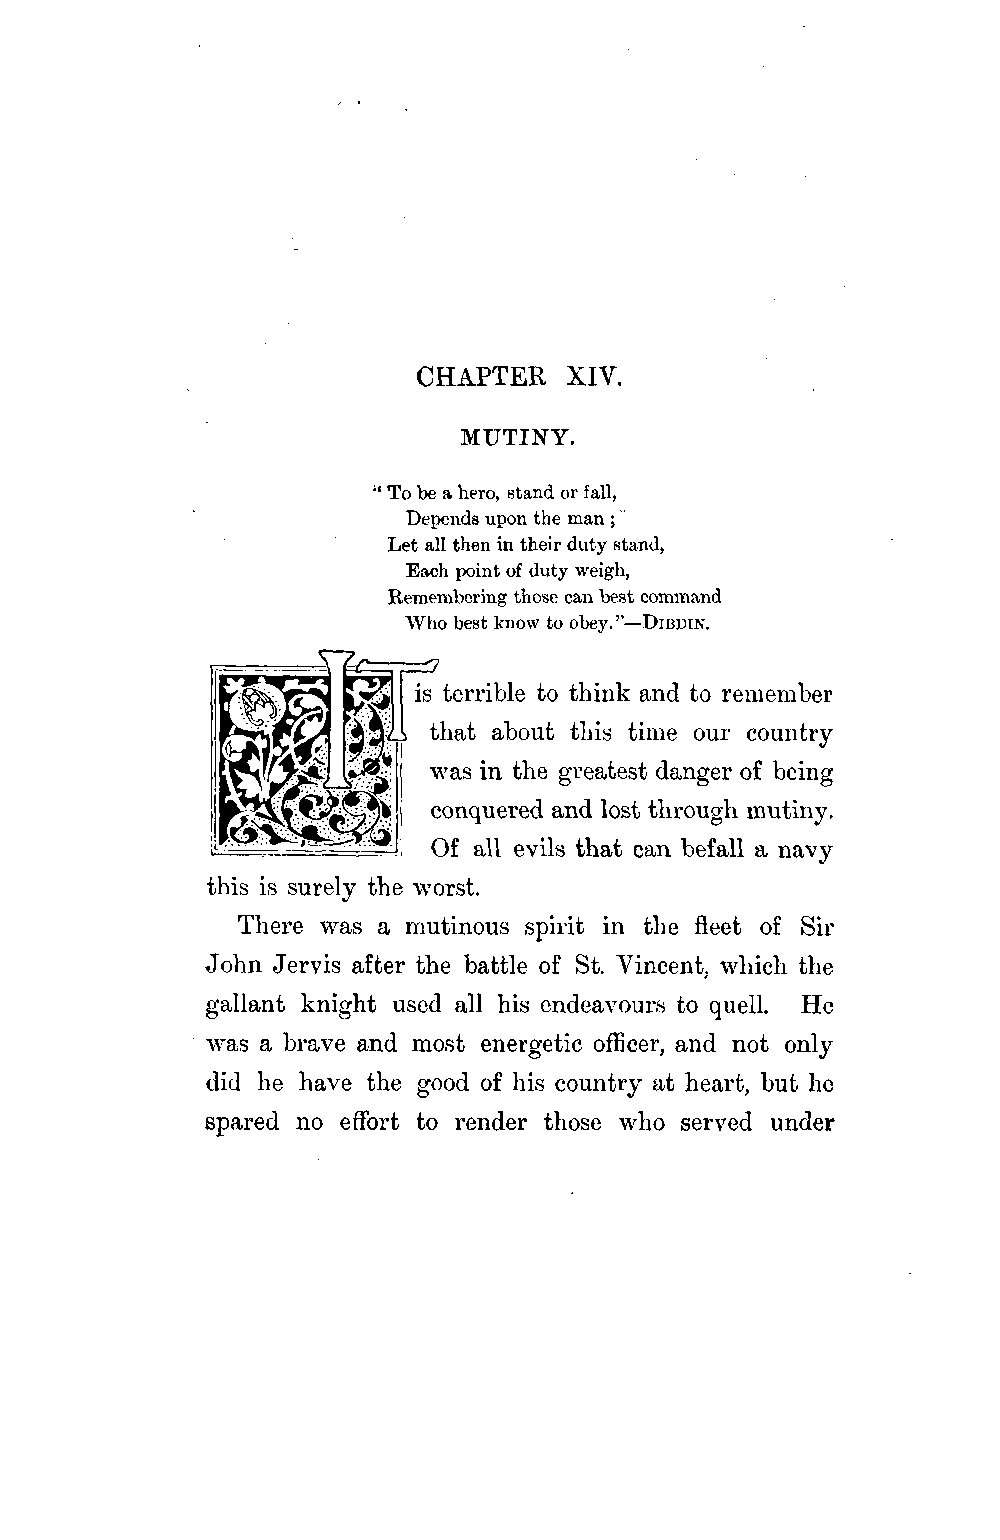 CHAPTER XIV.
MUTINY.
"To be a hero, stand or fall,
Depends upon the man;
Let all then in their duty stand,
Each point of duty weigh,
Remembering those can best command
Who best know to obey."—DIBDIN.
IT is terrible to think and to remember
that about this time our country
was in the greatest danger of being
conquered and lost through mutiny.
Of all evils that can befall a navy
this is surely the worst.
There was a mutinous spirit in the fleet of Sir
John Jervis after the battle of St. Vincent, which the
gallant knight used all his endeavours to quell. He
was a brave and most energetic officer, and not only
did he have the good of his country at heart, but he
spared no effort to render those who served under